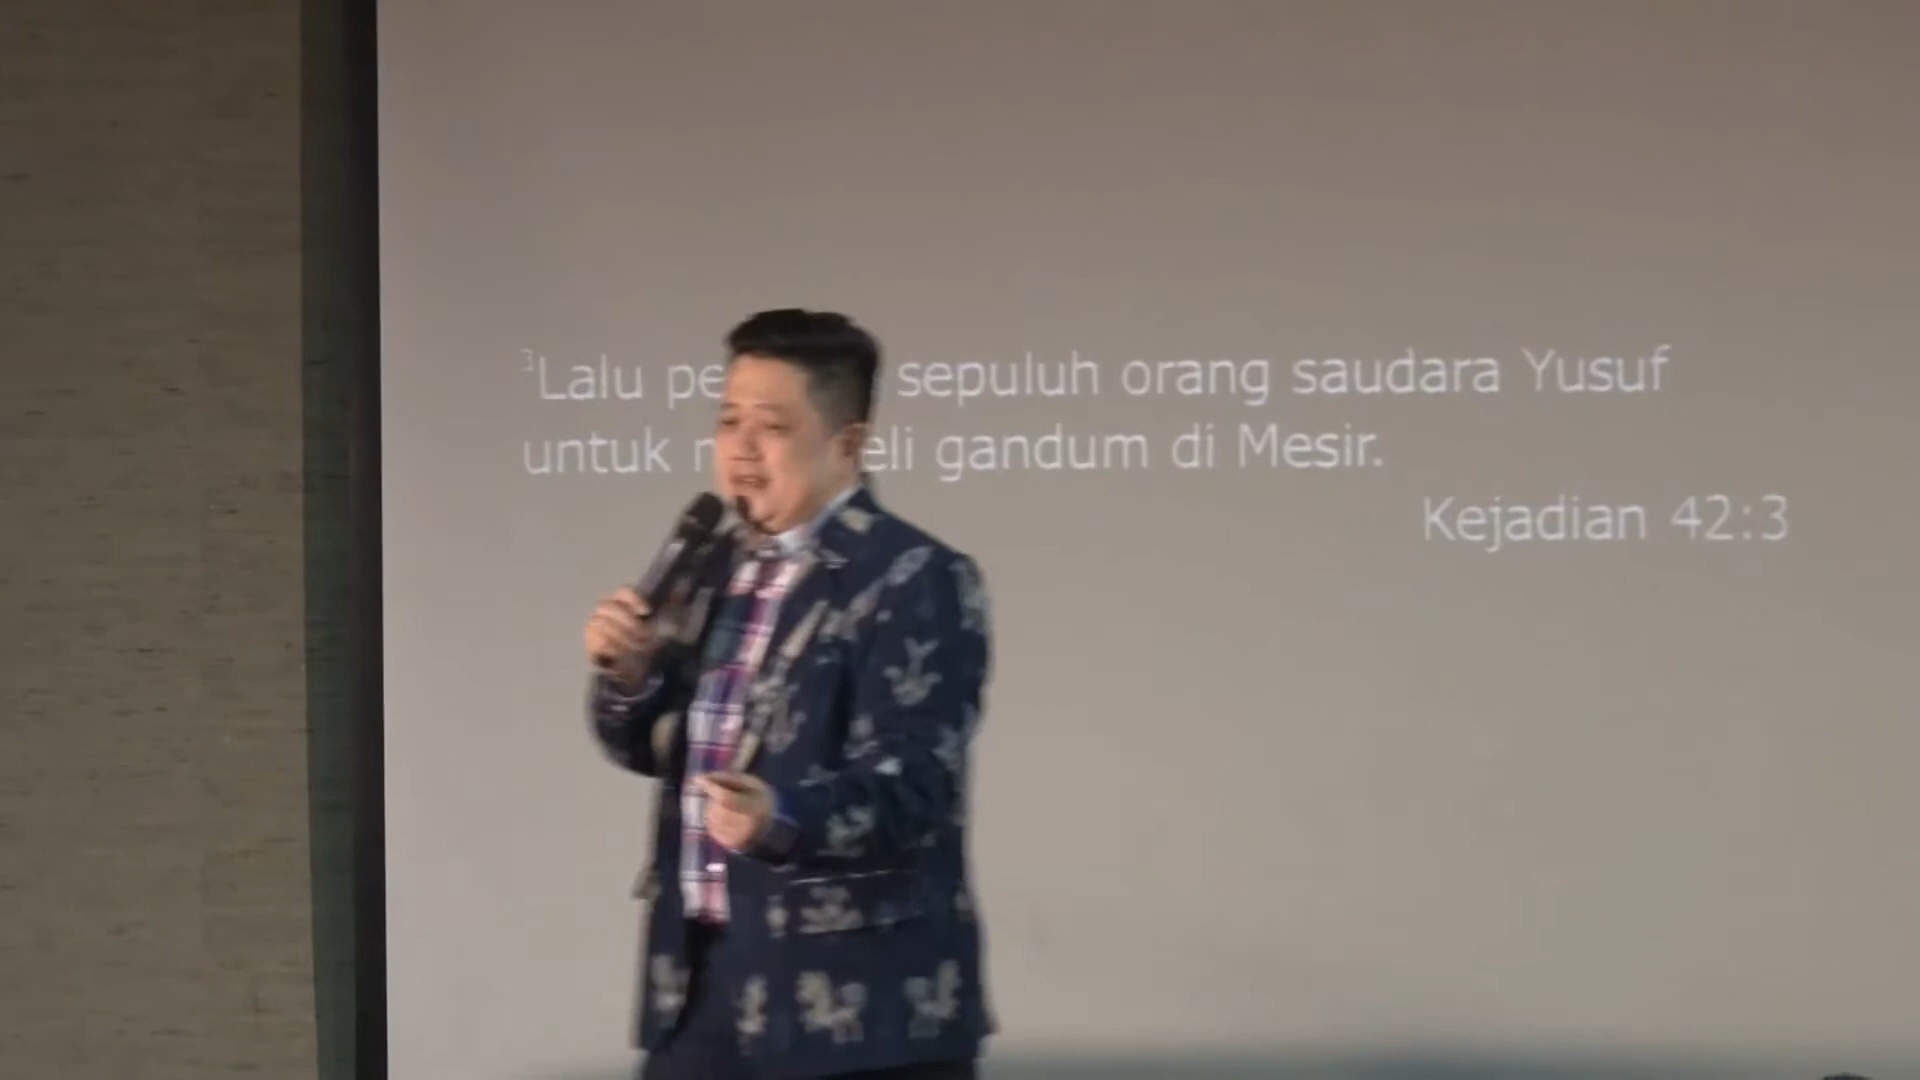 ³Lalu sepuluh orang saudara Yusuf
untuk gandum di Mesir.
Kejadian 42:3